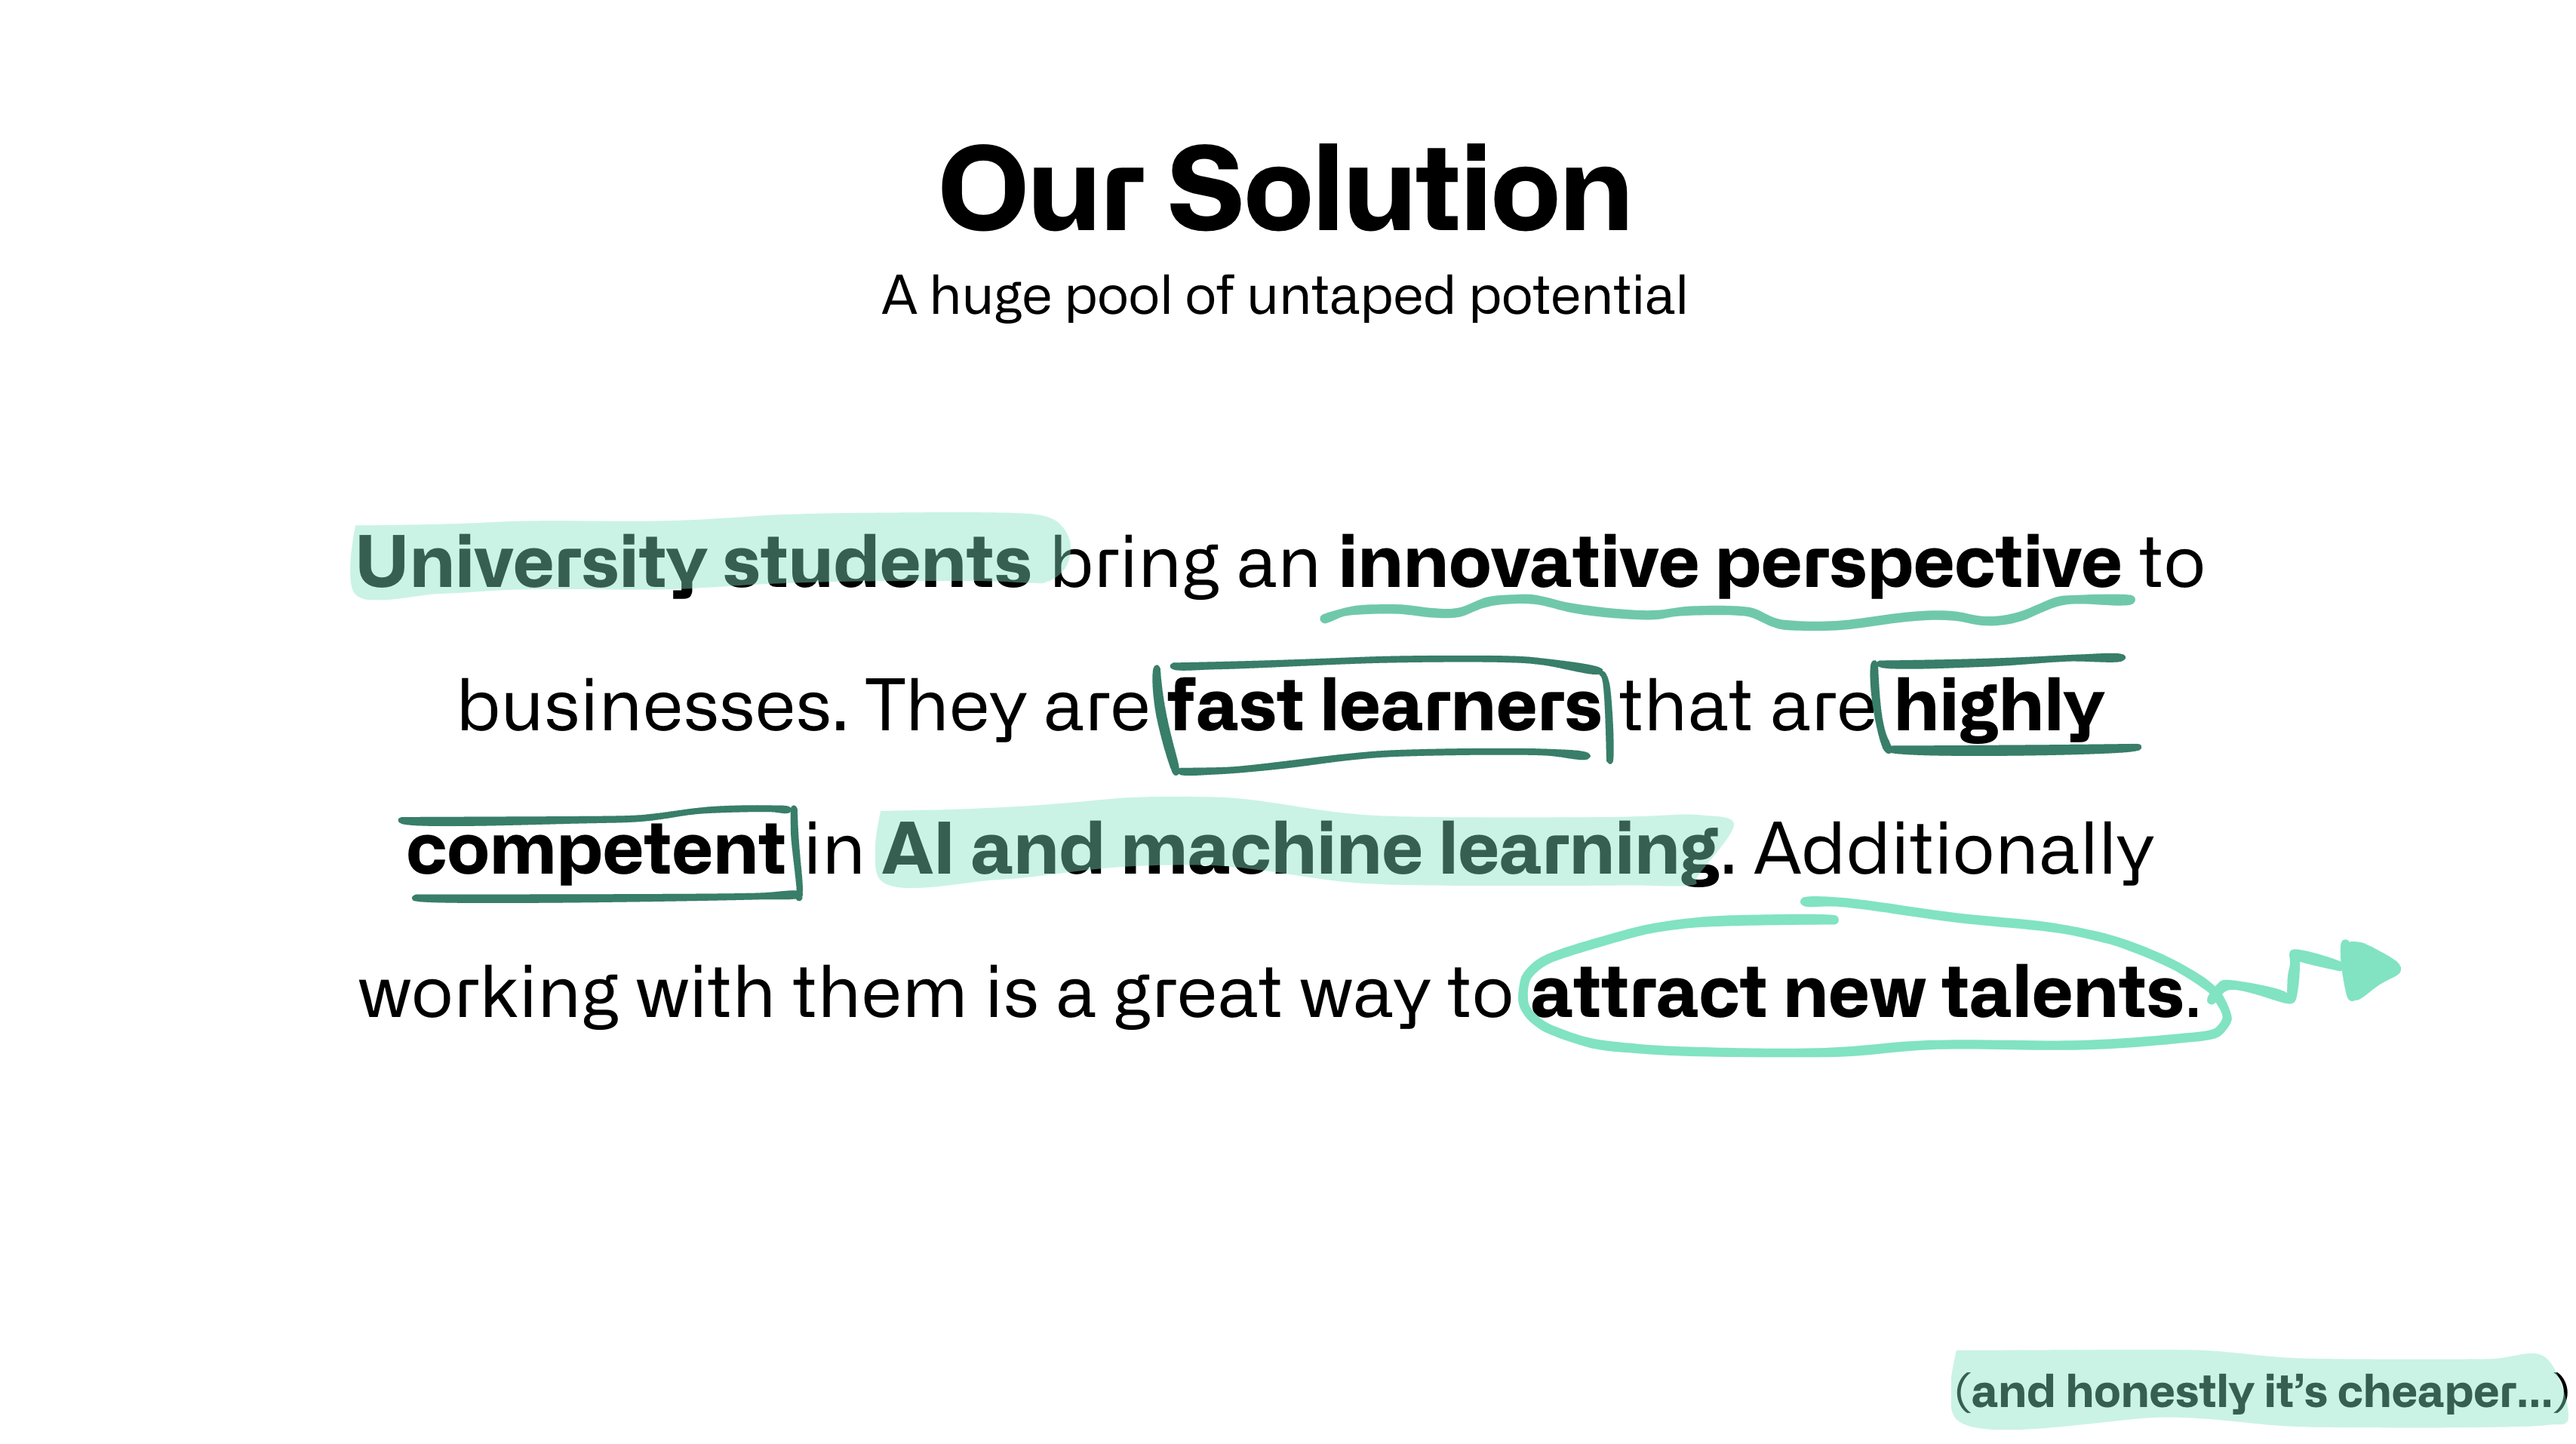 Our Solution
A huge pool of untaped potential
University students bring an innovative perspective to
businesses. They are fast learners that are highly
competent in AI and machine learning. Additionally
working with them is a great way to attract new talents.
(and honestly it’s cheaper...)